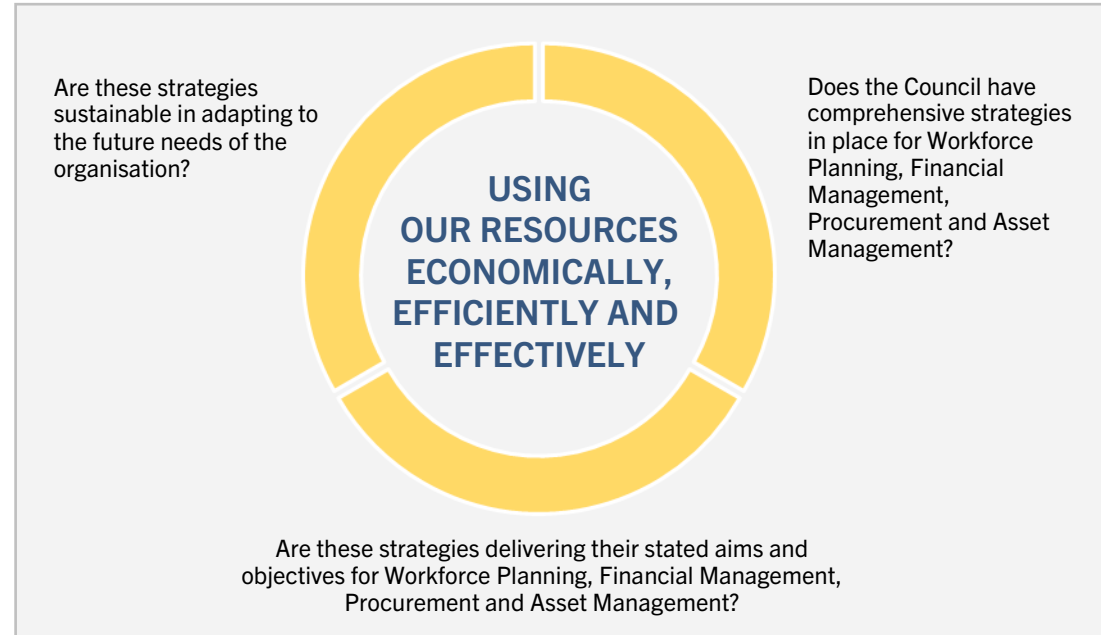 Are these strategies
sustainable in adapting to
the future needs of the
organisation?
USING
OUR RESOURCES
ECONOMICALLY,
EFFICIENTLY AND
EFFECTIVELY
Does the Council have
comprehensive strategies
in place for Workforce
Planning, Financial
Management,
Procurement and Asset
Management?
Are these strategies delivering their stated aims and
objectives for Workforce Planning, Financial Management,
Procurement and Asset Management?